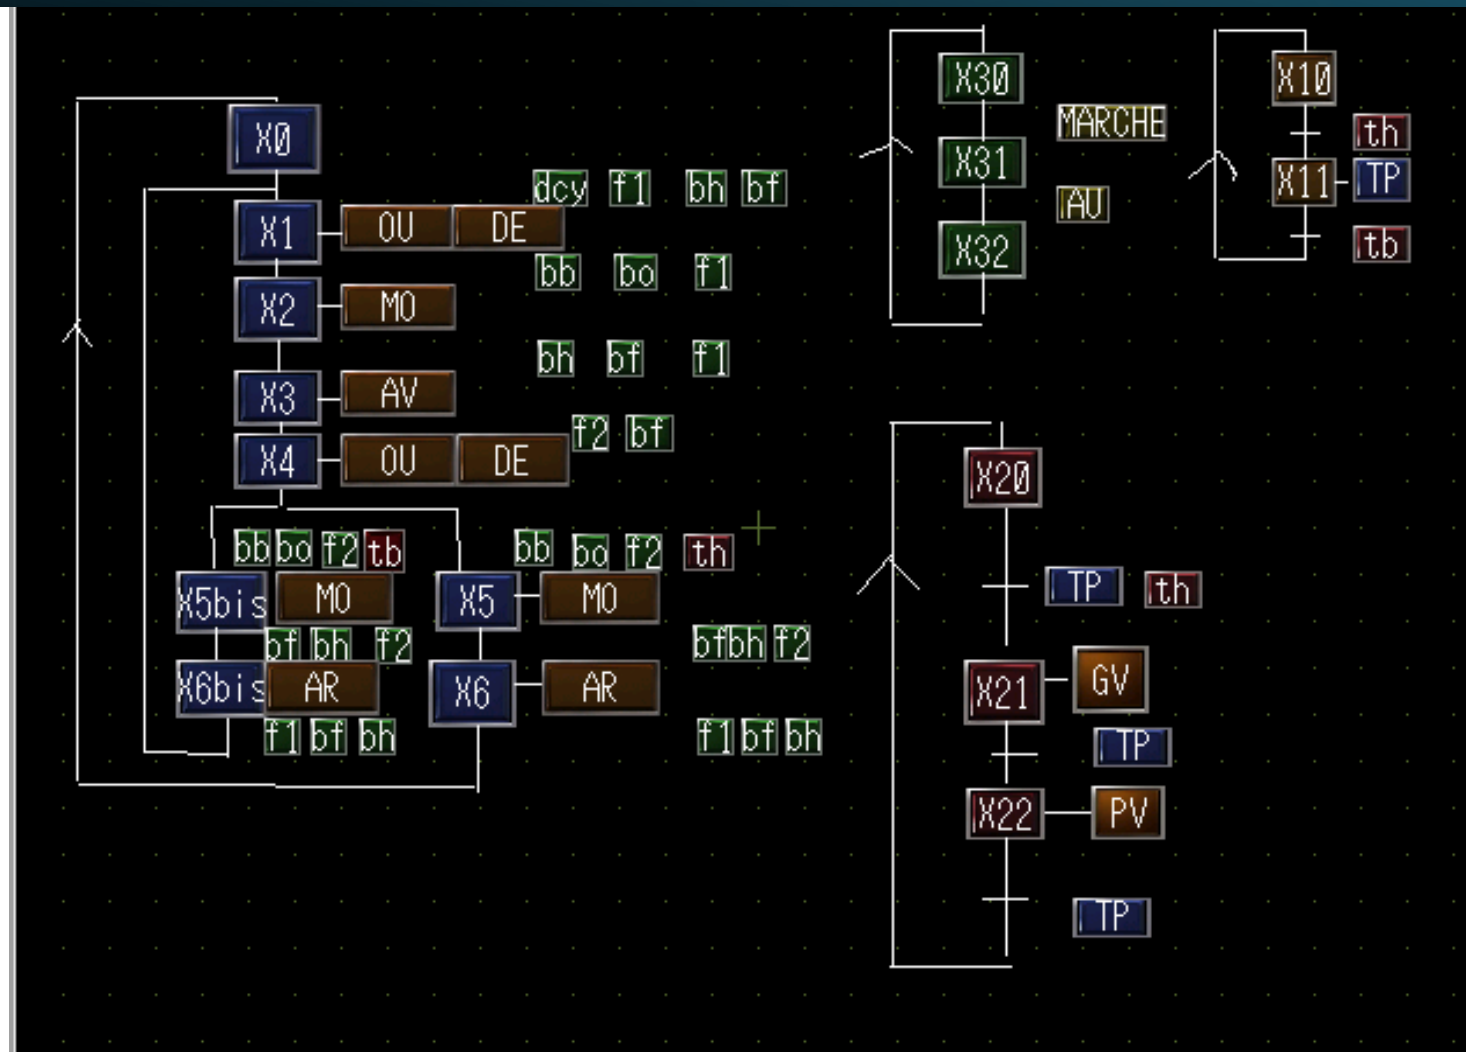 X0
dcy f1 bh bf
X1 OU DE
bb bo f1
X2 MO
bh bf f1
X3 AV
f2 bf
X4 OU DE
bb bo f2 tb
bb bo f2 th
X5bis MO
X5 MO
bf bh f2
bf bh f2
X6bis AR
X6 AR
f1 bf bh
f1 bf bh
X30
MARCHE
X31
AU
X32
X10
th
X11 TP
tb
X20
TP th
X21 GV
TP
X22 PV
TP